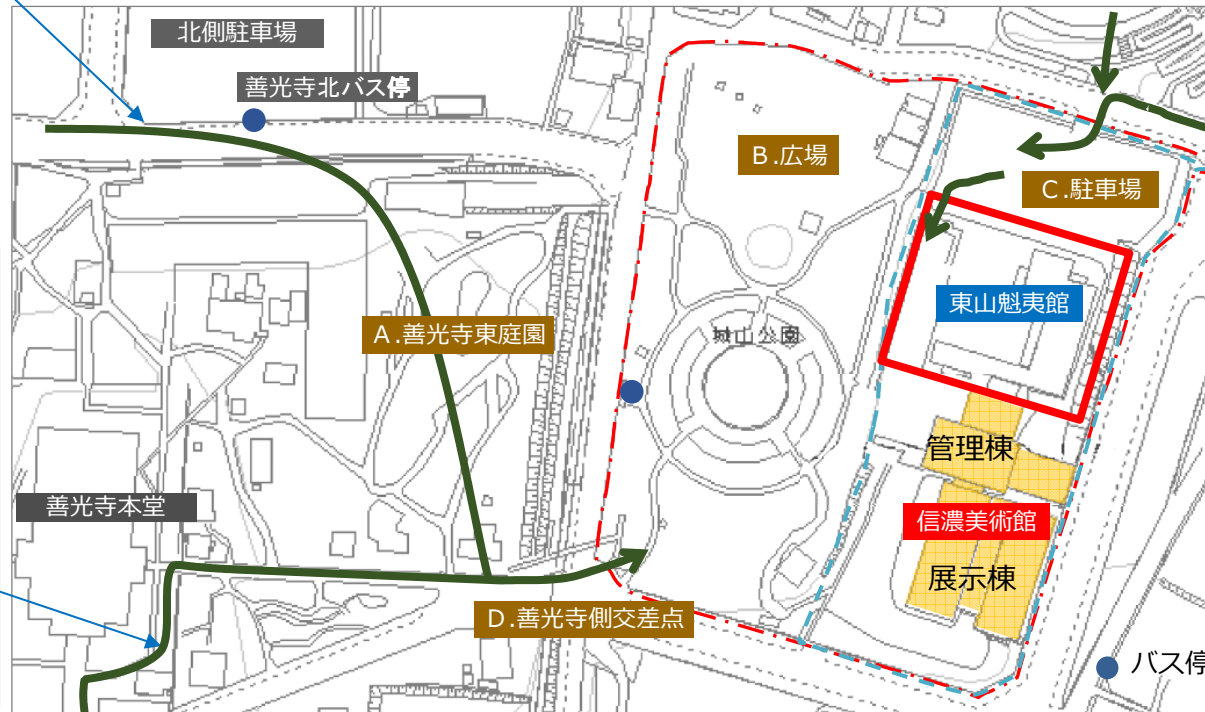 北側駐車場
善光寺北バス停
B.広場
C.駐車場
東山魁夷館
A.善光寺東庭園
城山公園
管理棟
善光寺本堂
信濃美術館
展示棟
D.善光寺側交差点
バス停